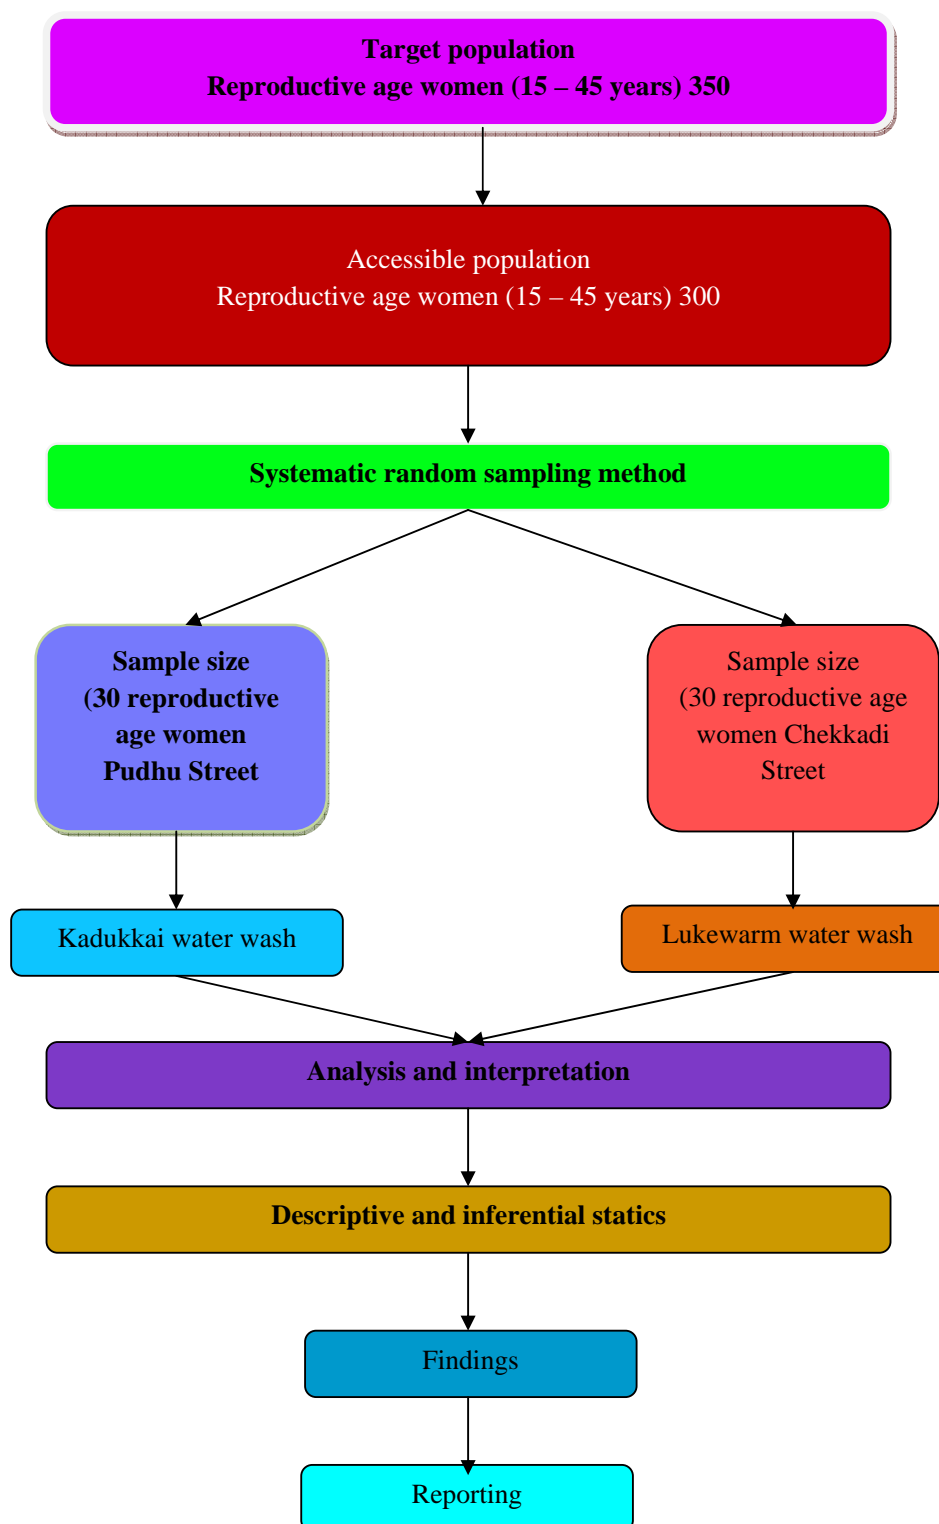 Target population
Reproductive age women (15 – 45 years) 350
Accessible population
Reproductive age women (15 – 45 years) 300
Systematic random sampling method
Sample size
(30 reproductive
age women
Pudhu Street
Sample size
(30 reproductive age
women Chekkadi
Street
Kadukkai water wash
Lukewarm water wash
Analysis and interpretation
Descriptive and inferential statics
Findings
Reporting